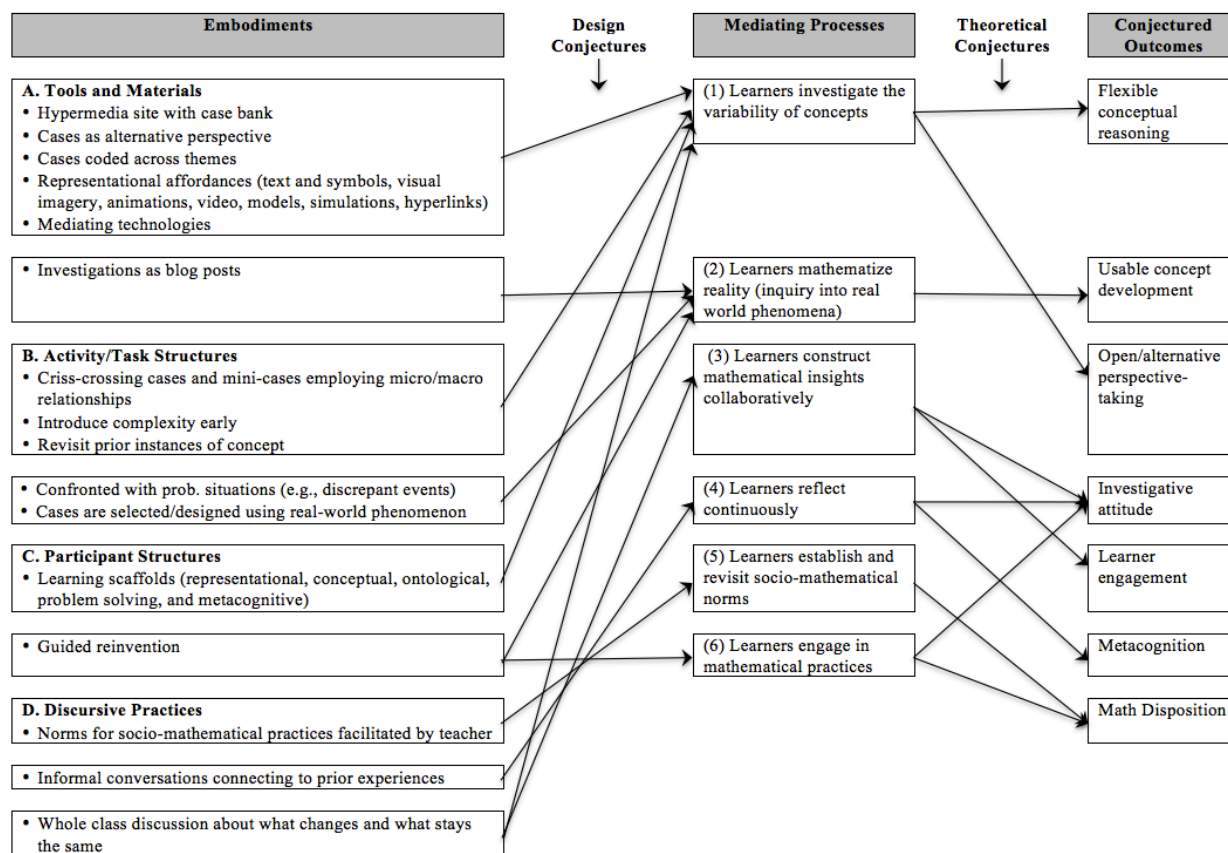 Embodiments
Design
Conjectures
Mediating Processes
Theoretical
Conjectures
Conjectured
Outcomes
A. Tools and Materials
• Hypermedia site with case bank
• Cases as alternative perspective
• Cases coded across themes
• Representational affordances (text and symbols, visual
imagery, animations, video, models, simulations, hyperlinks)
• Mediating technologies
• Investigations as blog posts
B. Activity/Task Structures
• Criss-crossing cases and mini-cases employing micro/macro
relationships
• Introduce complexity early
• Revisit prior instances of concept
• Confronted with prob. situations (e.g., discrepant events)
• Cases are selected/designed using real-world phenomenon
C. Participant Structures
• Learning scaffolds (representational, conceptual, ontological,
problem solving, and metacognitive)
• Guided reinvention
D. Discursive Practices
• Norms for socio-mathematical practices facilitated by teacher
• Informal conversations connecting to prior experiences
• Whole class discussion about what changes and what stays
the same
(1) Learners investigate the
variability of concepts
(2) Learners mathematize
reality (inquiry into real
world phenomena)
(3) Learners construct
mathematical insights
collaboratively
(4) Learners reflect
continuously
(5) Learners establish and
revisit socio-mathematical
norms
(6) Learners engage in
mathematical practices
Flexible
conceptual
reasoning
Usable concept
development
Open/alternative
perspective-
taking
Investigative
attitude
Learner
engagement
Metacognition
Math Disposition